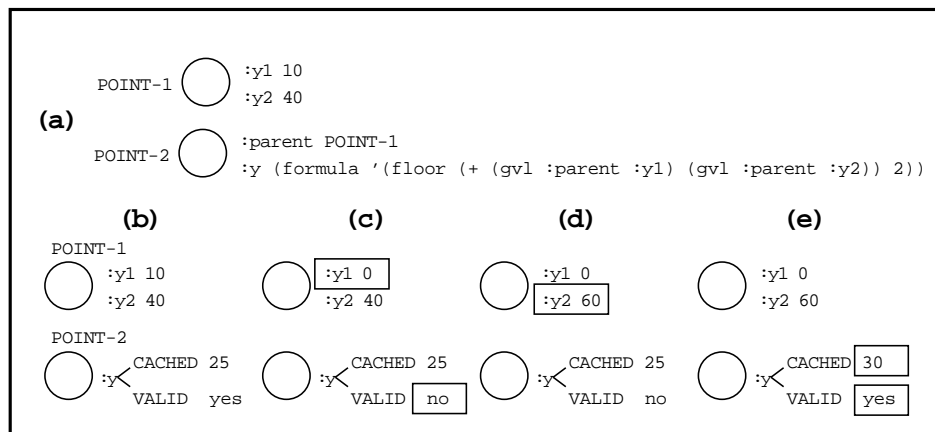 :y1 10
POINT-1
:y2 40
(a)
:parent POINT-1
POINT-2
:y (formula '(floor (+ (gvl :parent :y1) (gvl :parent :y2)) 2))
(b) (c) (d) (e)
POINT-1
:y1 10 :y1 0 :y1 0 :y1 0
:y2 40 :y2 40 :y2 60 :y2 60
POINT-2
CACHED 25 CACHED 25 CACHED 25 CACHED 30
:y :y :y :y
VALID yes VALID no VALID no VALID yes